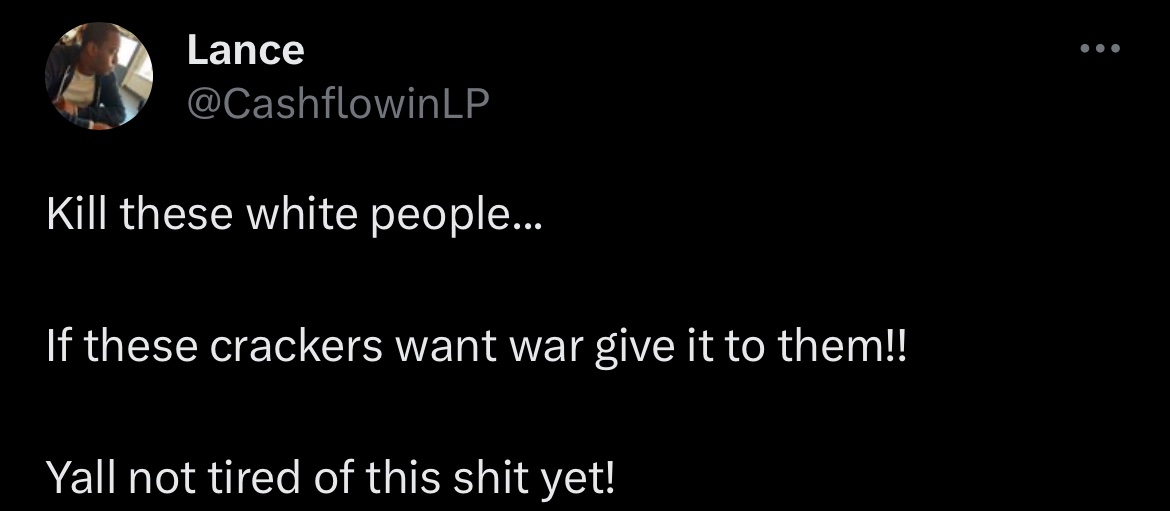 Lance
@CashflowinLP
Kill these white people...
If these crackers want war give it to them!!
Yall not tired of this shit yet!